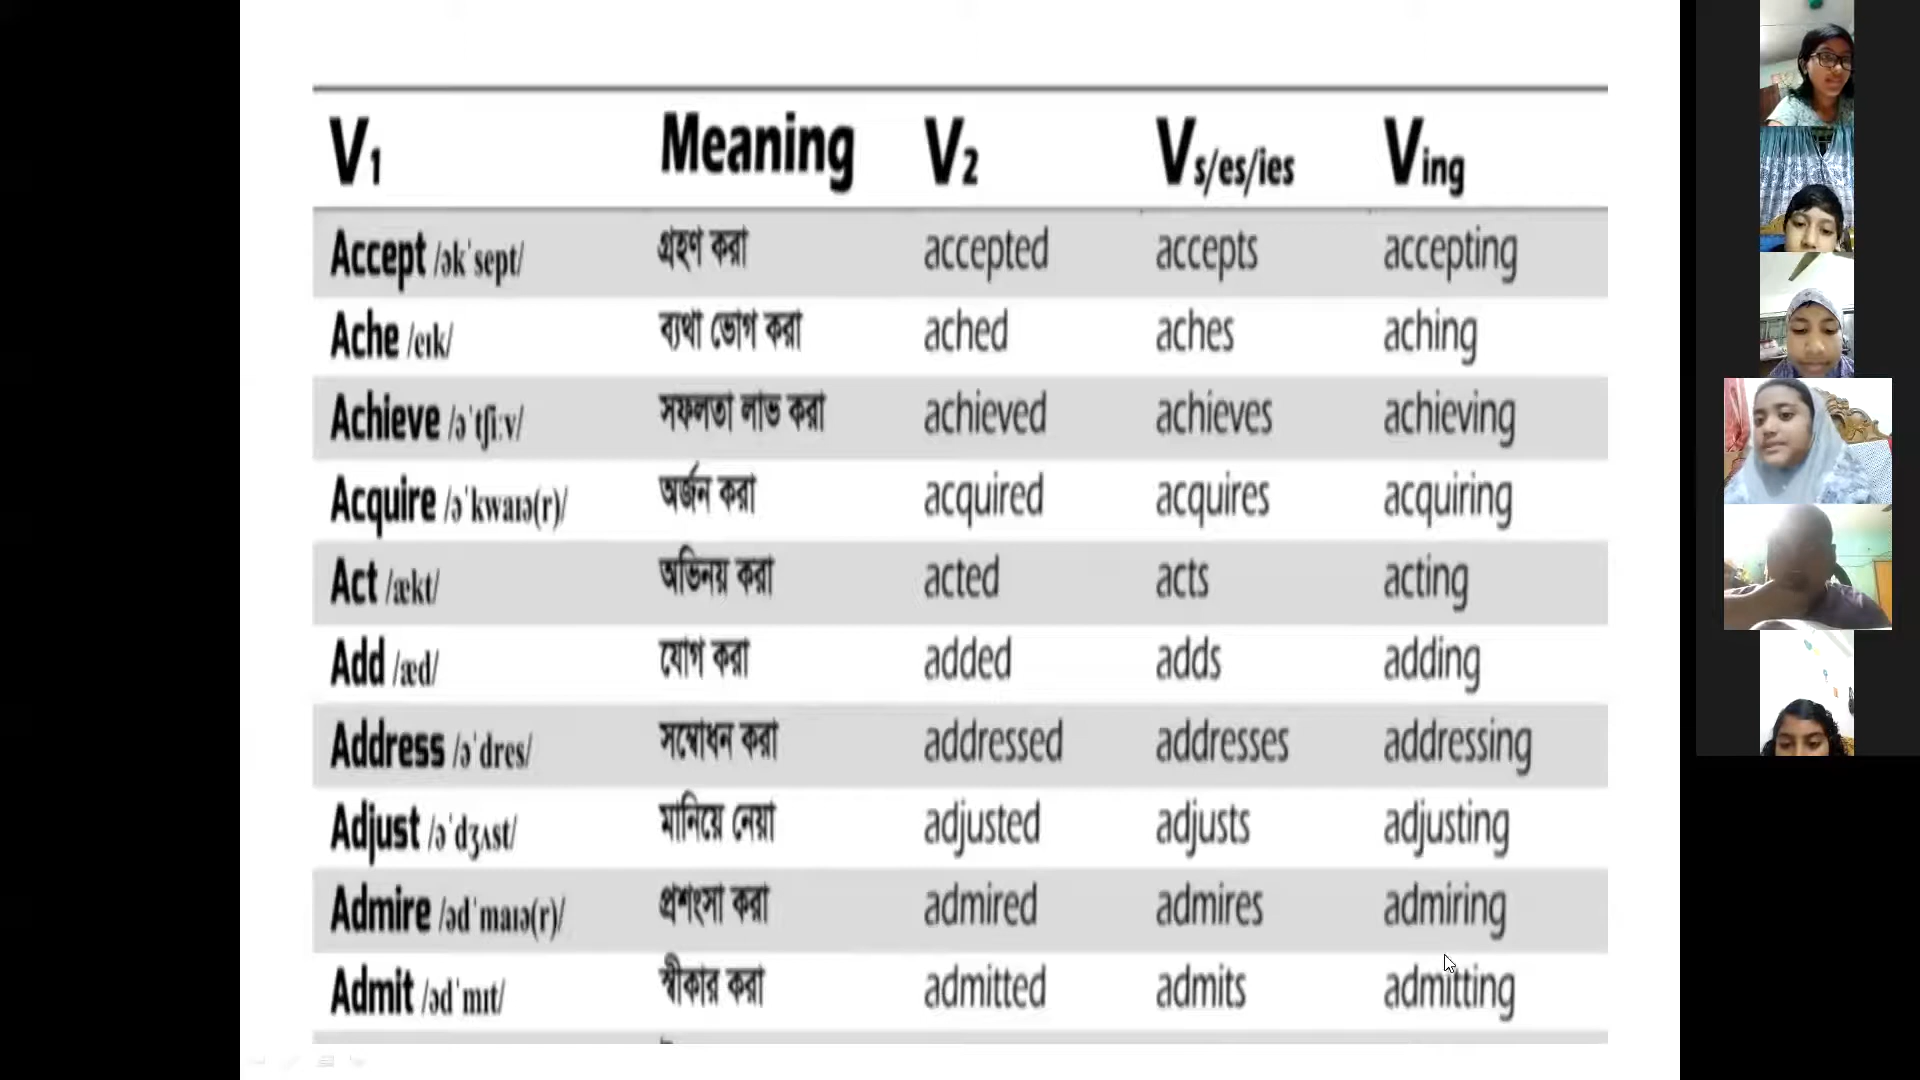 V1 Meaning V2 Vs/es/ies Ving
Accept /əkˈsept/ গ্রহণ করা accepted accepts accepting
Ache /eɪk/ ব্যথা ভোগ করা ached aches aching
Achieve /əˈtʃiːv/ সফলতা লাভ করা achieved achieves achieving
Acquire /əˈkwaɪə(r)/ অর্জন করা acquired acquires acquiring
Act /ækt/ অভিনয় করা acted acts acting
Add /æd/ যোগ করা added adds adding
Address /əˈdres/ সম্বোধন করা addressed addresses addressing
Adjust /əˈdʒʌst/ মানিয়ে নেয়া adjusted adjusts adjusting
Admire /ədˈmaɪə(r)/ প্রশংসা করা admired admires admiring
Admit /ədˈmɪt/ স্বীকার করা admitted admits admitting